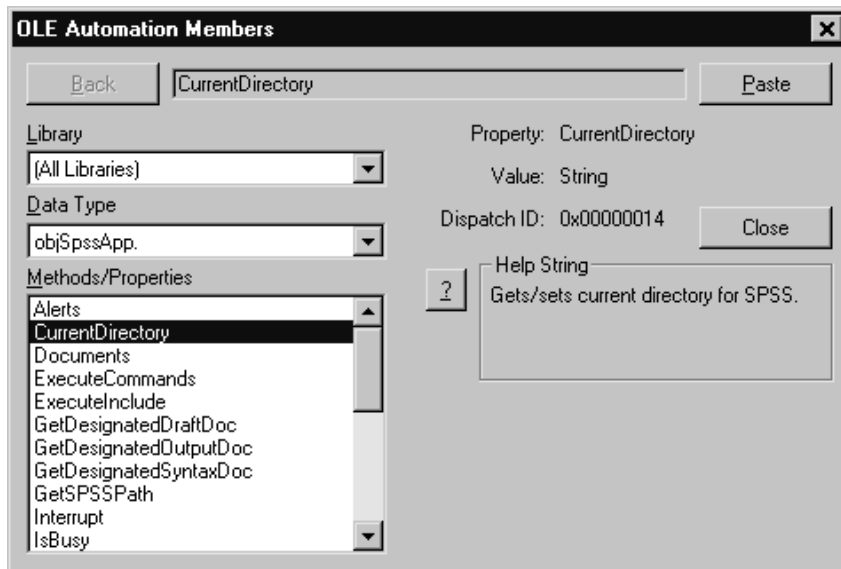 OLE Automation Members
Back
CurrentDirectory
Paste
Library
(All Libraries)
Data Type
objSpssApp.
Methods/Properties
Alerts
CurrentDirectory
Documents
ExecuteCommands
ExecuteInclude
GetDesignatedDraftDoc
GetDesignatedOutputDoc
GetDesignatedSyntaxDoc
GetSPSSPath
Interrupt
IsBusy
Property: CurrentDirectory
Value: String
Dispatch ID: 0x00000014
Close
?
Help String
Gets/sets current directory for SPSS.